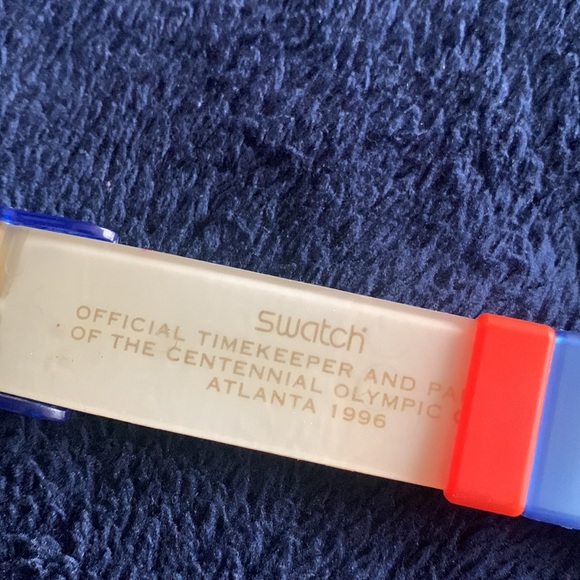 swatch
OFFICIAL TIMEKEEPER AND
OF THE CENTENNIAL OLYMPIC
ATLANTA 1996